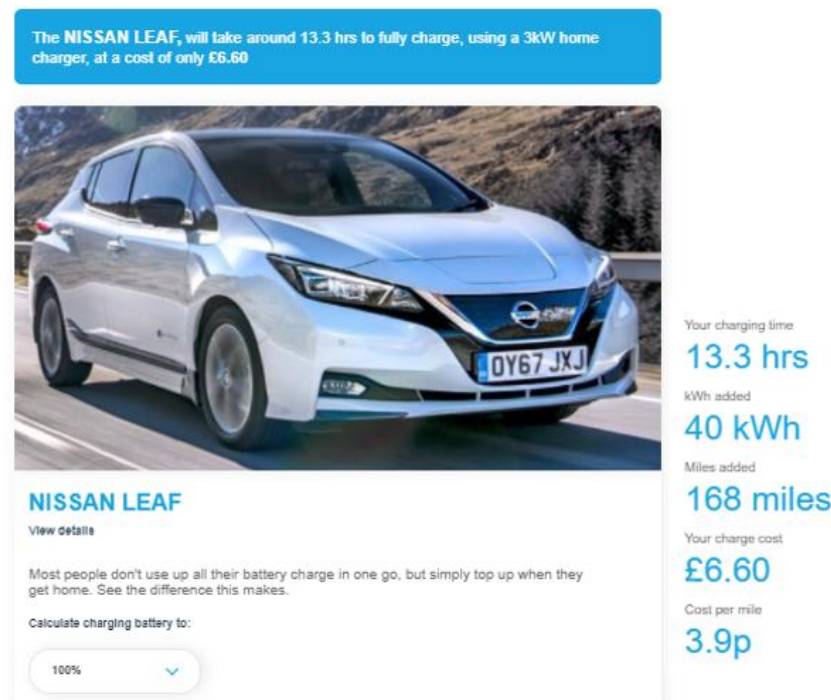 The NISSAN LEAF, will take around 13.3 hrs to fully charge, using a 3kW home
charger, at a cost of only £6.60
OY67 JXJ
NISSAN LEAF
View details
Most people don't use up all their battery charge in one go, but simply top up when they
get home. See the difference this makes.
Calculate charging battery to:
100%
Your charging time
13.3 hrs
kWh added
40 kWh
Miles added
168 miles
Your charge cost
£6.60
Cost per mile
3.9p